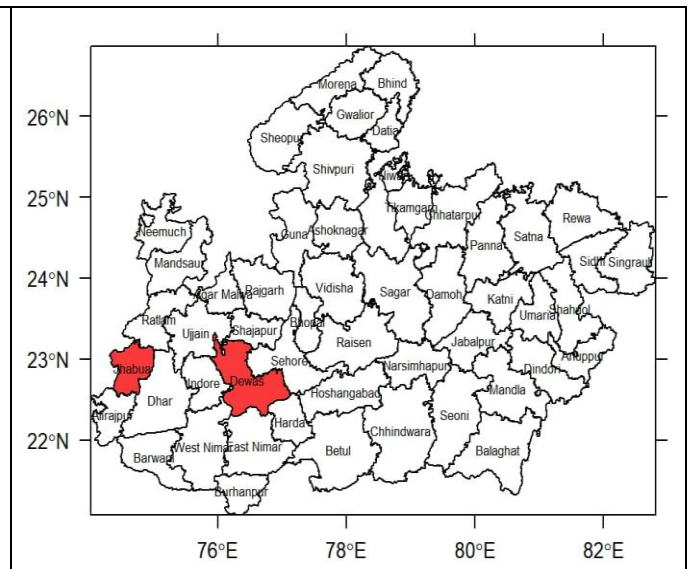 Morena
Bhind
26°N
Gwalior
Datia
Sheopur
Shivpuri
Niwari
25°N
Tikamgarh
Chhatarpur
Rewa
Neemuch
Guna
Ashoknagar
Satna
Panna
Mandsaur
Sidhi
Singrauli
24°N
Agar Malwa
Rajgarh
Vidisha
Sagar
Damoh
Katni
Shahdol
Umaria
Ratlam
Ujjain
Shajapur
Bhopal
Raisen
Jabalpur
Anuppur
23°N
Jhabua
Sehore
Narsimhapur
Dindori
Indore
Dewas
Hoshangabad
Mandla
Alirajpur
Dhar
Harda
Seoni
22°N
Chhindwara
Barwani
West Nimar
East Nimar
Betul
Balaghat
Burhanpur
76°E
78°E
80°E
82°E